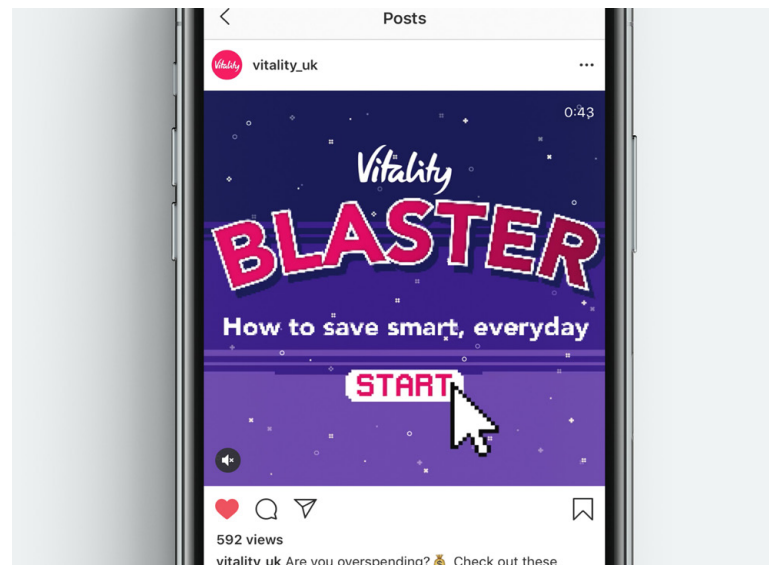 Posts
Vitality
vitality_uk
0:43
Vitality
BLASTER
How to save smart, everyday
START
592 views
vitality_uk Are you overspending? 💰 Check out these